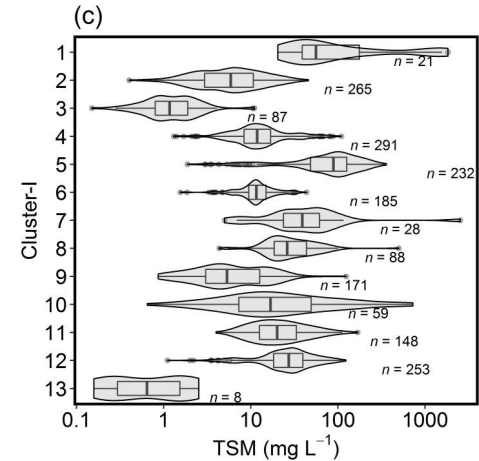 (c)
Cluster-I
1
n = 21
2
n = 265
3
n = 87
4
n = 291
5
n = 232
6
n = 185
7
n = 28
8
n = 88
9
n = 171
10
n = 59
11
n = 148
12
n = 253
13
n = 8
0.1 1 10 100 1000
TSM (mg L⁻¹)